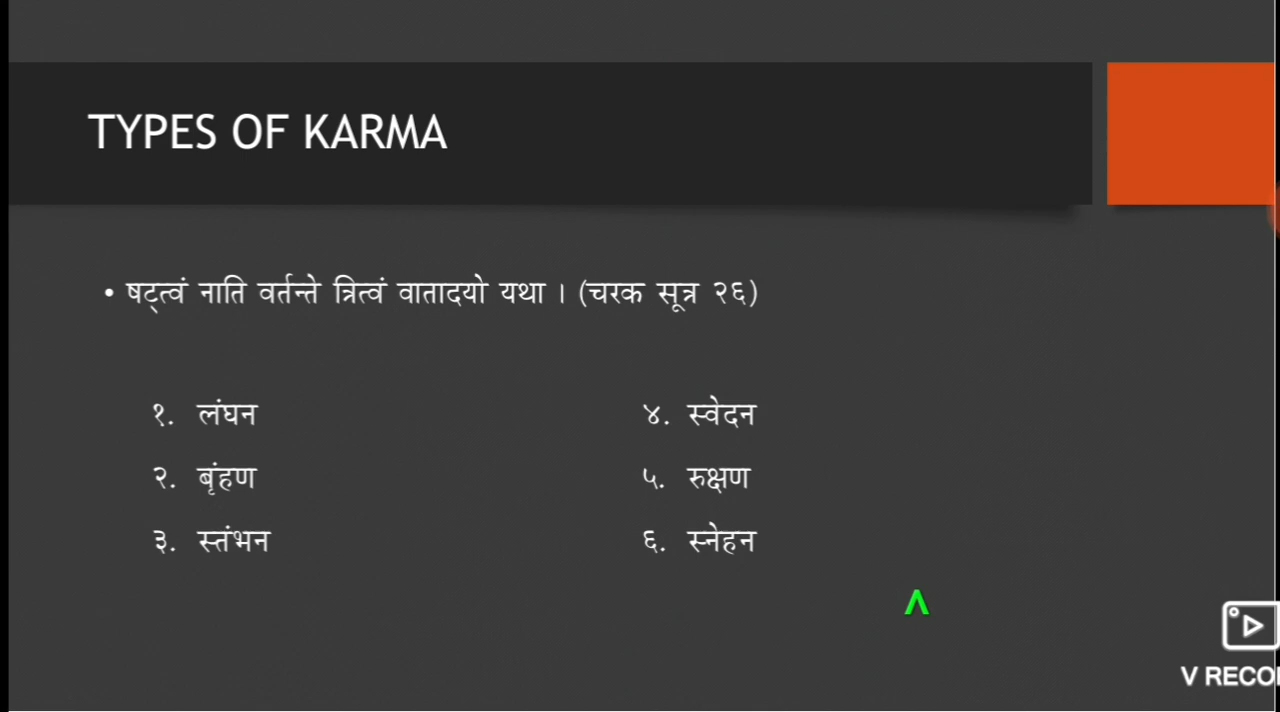 TYPES OF KARMA
• षट्त्वं नाति वर्तन्ते त्रित्वं वातादयो यथा । (चरक सूत्र २६)
१. लंघन
२. बृंहण
३. स्तंभन
४. स्वेदन
५. रुक्षण
६. स्नेहन
^
V RECO